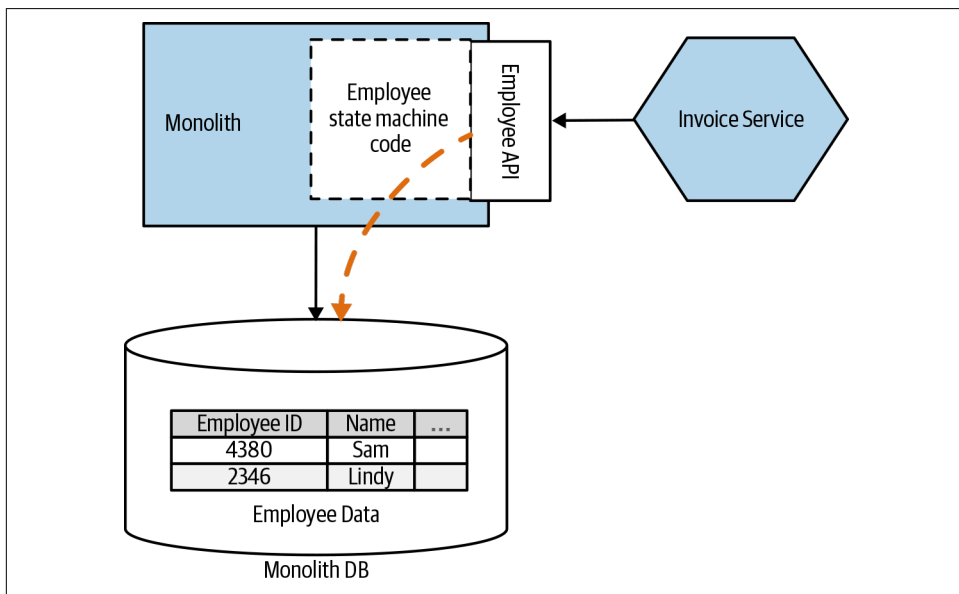 Monolith
Employee
state machine
code
Employee API
Invoice Service
Employee ID Name ...
4380 Sam
2346 Lindy
Employee Data
Monolith DB